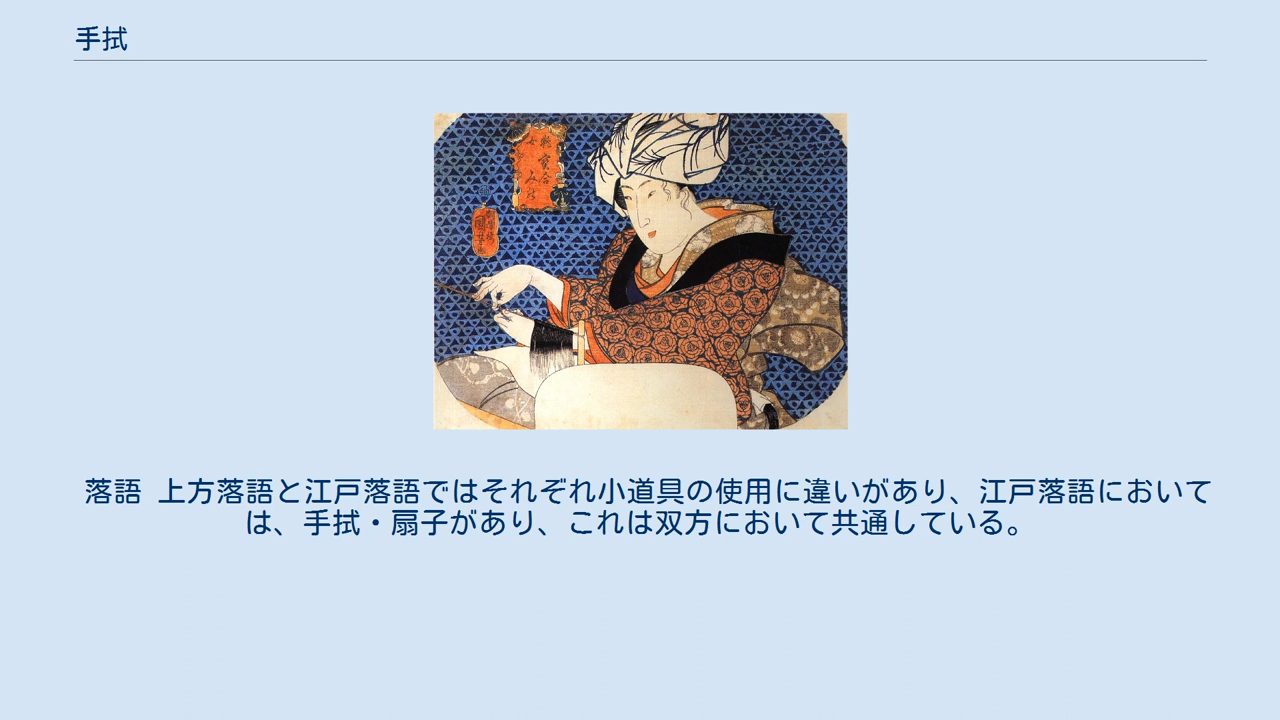 手拭
落語 上方落語と江戸落語ではそれぞれ小道具の使用に違いがあり、江戸落語において
は、手拭・扇子があり、これは双方において共通している。